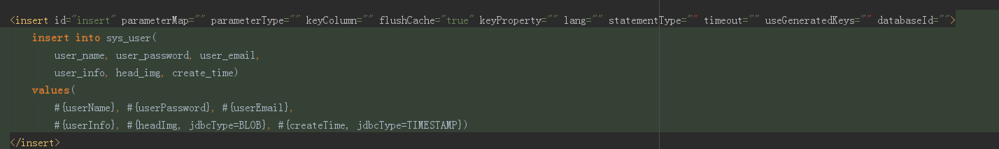 <insert id="insert" parameterMap="" parameterType="" keyColumn="" flushCache="true" keyProperty="" lang="" statementType="" timeout="" useGeneratedKeys="" databaseId="">
insert into sys_user(
user_name, user_password, user_email,
user_info, head_img, create_time)
values(
#{userName}, #{userPassword}, #{userEmail},
#{userInfo}, #{headImg, jdbcType=BLOB}, #{createTime, jdbcType=TIMESTAMP})
</insert>